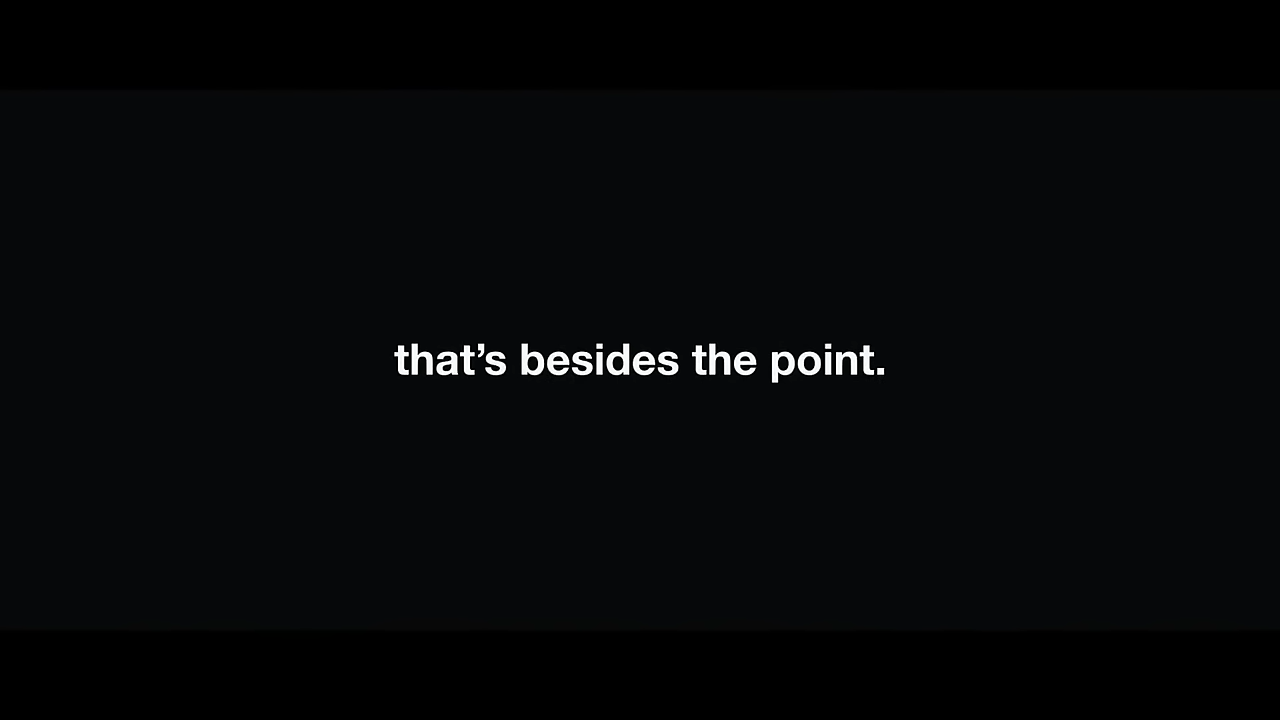 that’s besides the point.